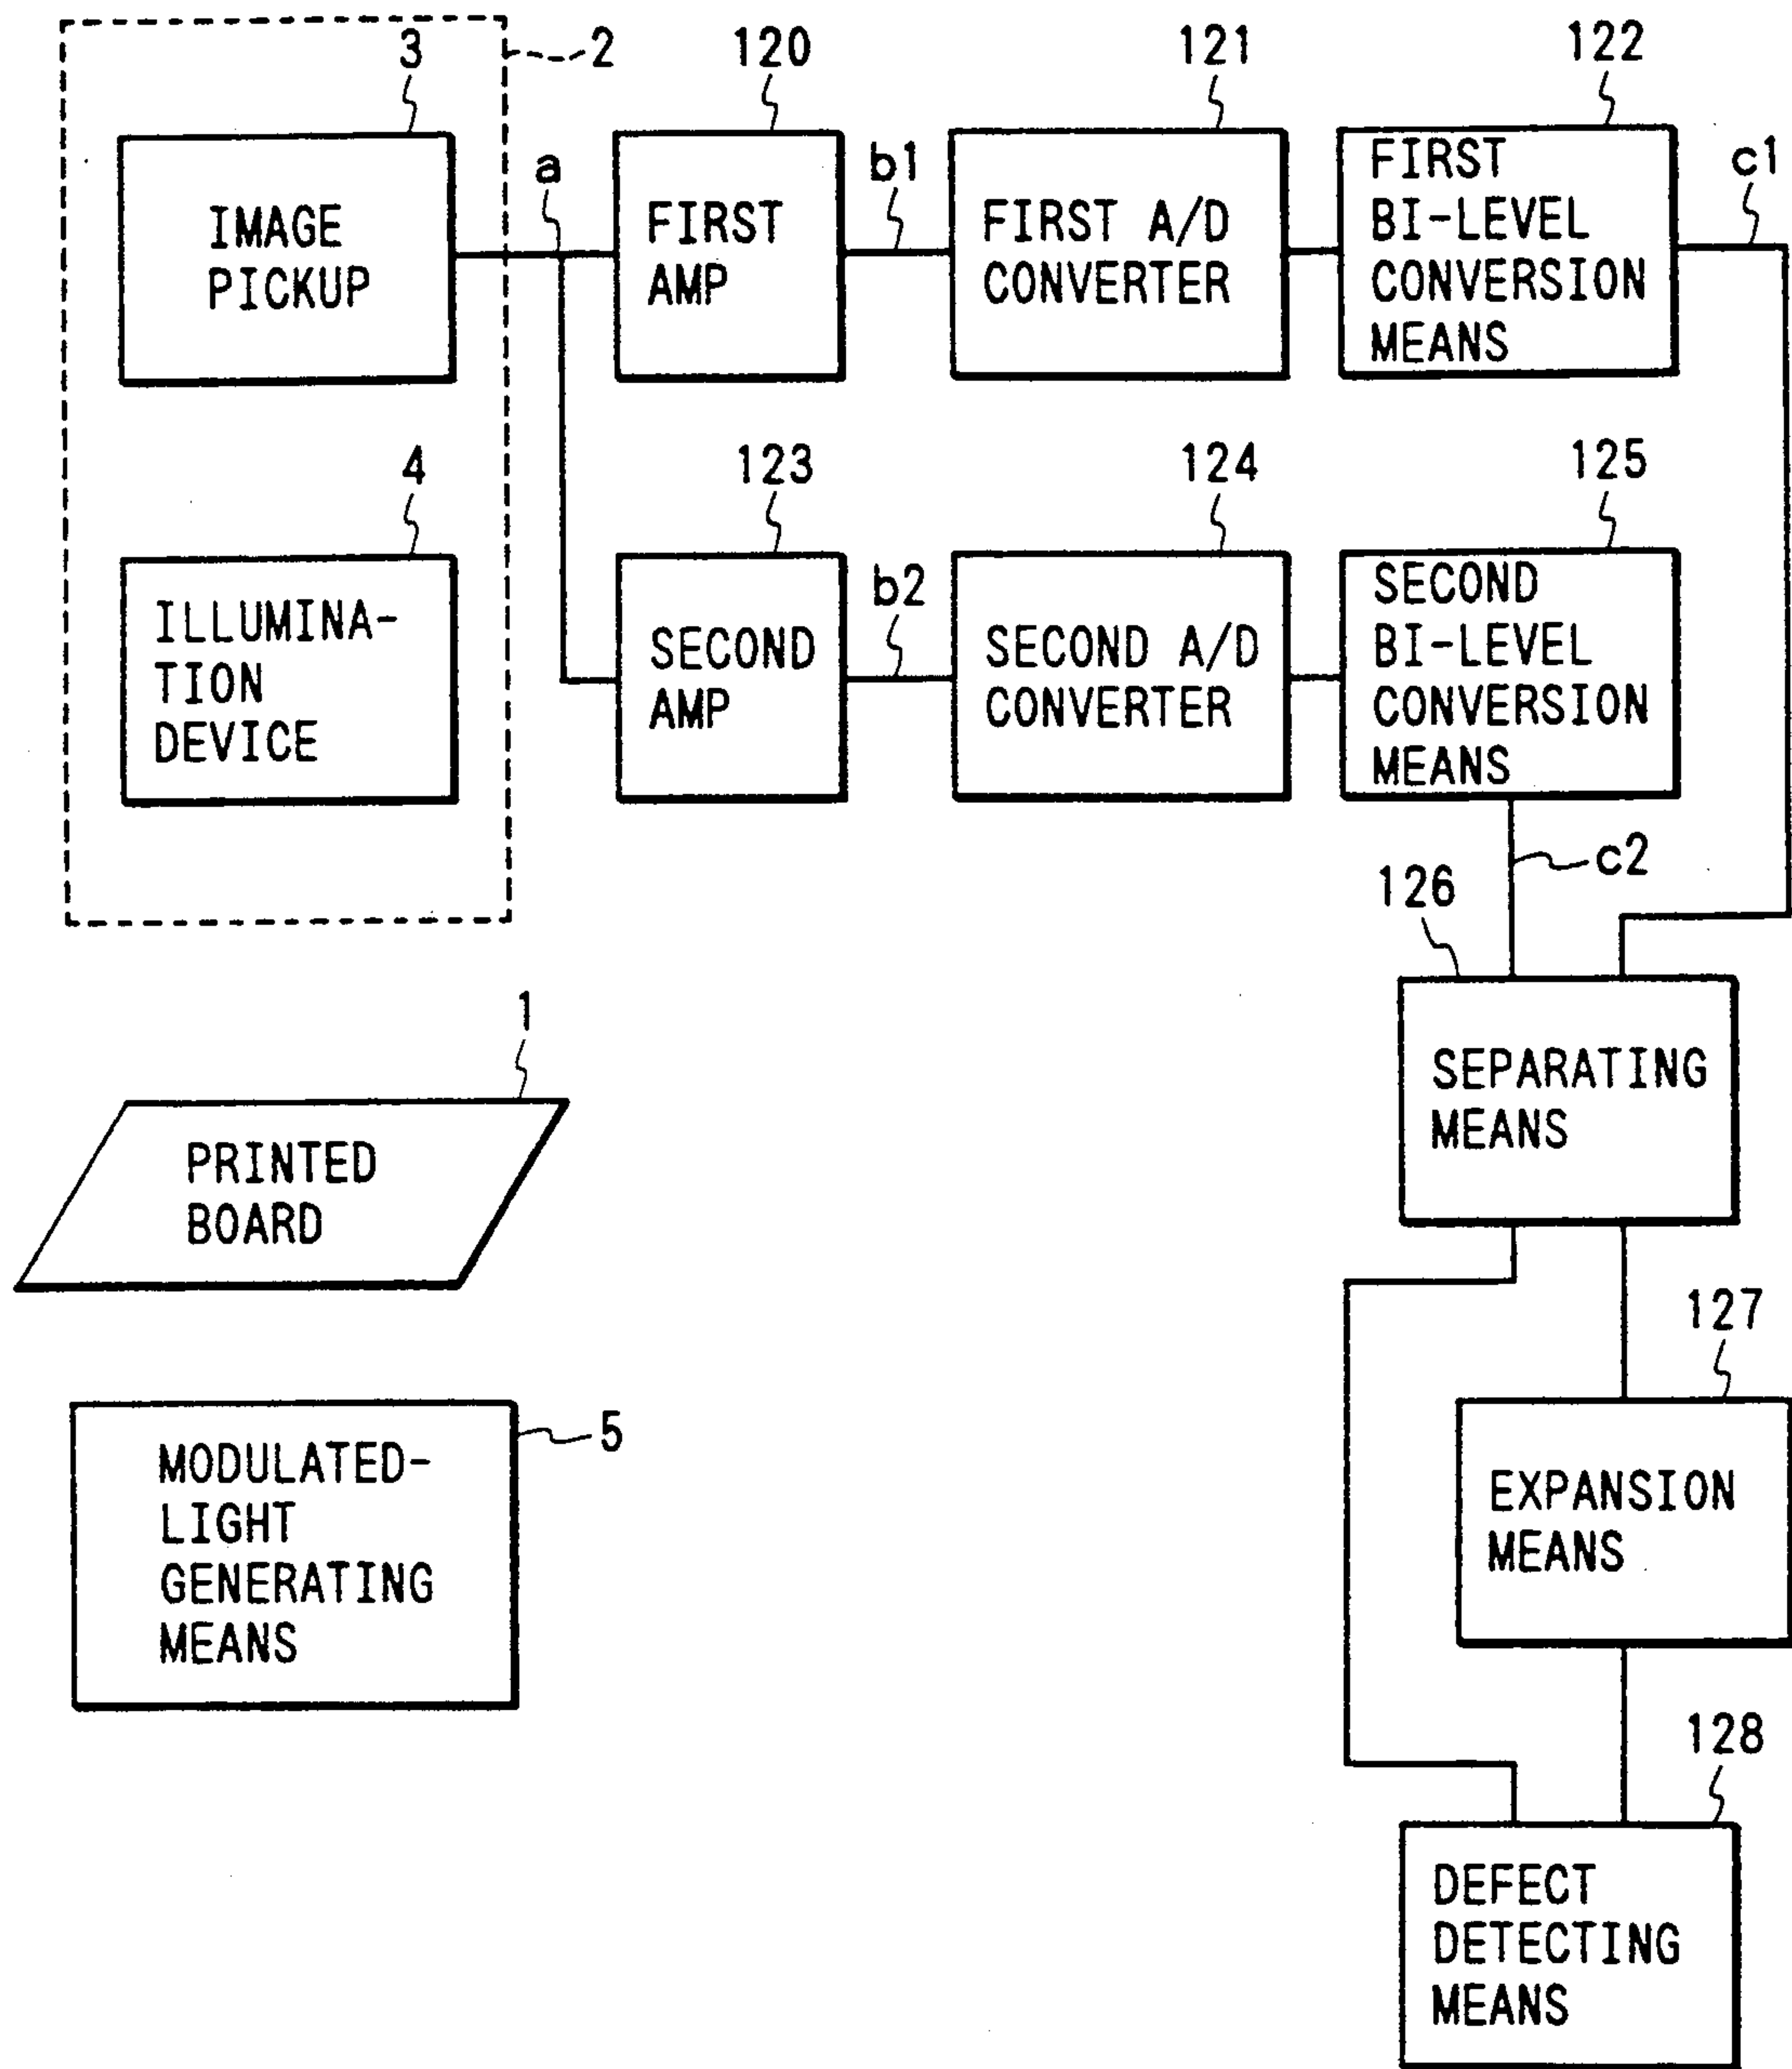 2
3
120
121
122
IMAGE
PICKUP
a
FIRST
AMP
b1
FIRST A/D
CONVERTER
FIRST
BI-LEVEL
CONVERSION
MEANS
c1
4
123
124
125
ILLUMINA-
TION
DEVICE
SECOND
AMP
b2
SECOND A/D
CONVERTER
SECOND
BI-LEVEL
CONVERSION
MEANS
c2
126
SEPARATING
MEANS
1
PRINTED
BOARD
127
EXPANSION
MEANS
5
MODULATED-
LIGHT
GENERATING
MEANS
128
DEFECT
DETECTING
MEANS